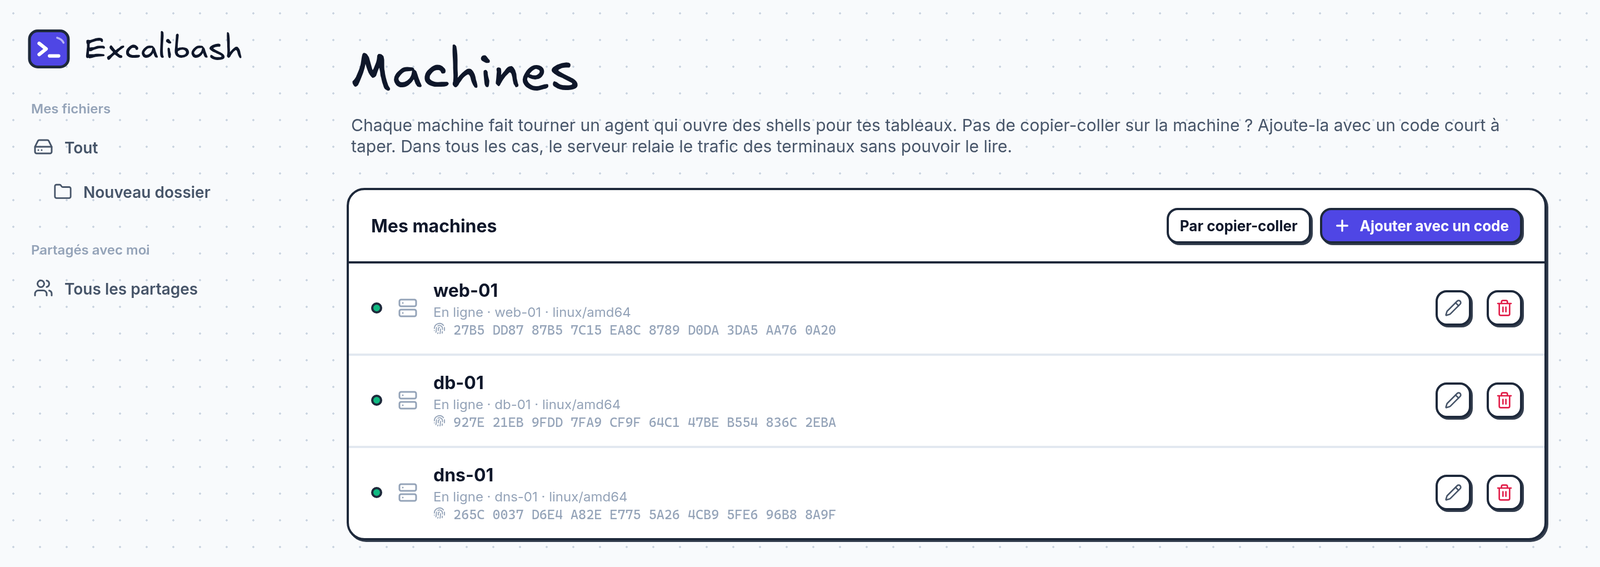 Excalibash
Mes fichiers
Tout
Nouveau dossier
Partagés avec moi
Tous les partages
Machines
Chaque machine fait tourner un agent qui ouvre des shells pour tes tableaux. Pas de copier-coller sur la machine ? Ajoute-la avec un code court à
taper. Dans tous les cas, le serveur relaie le trafic des terminaux sans pouvoir le lire.
Mes machines
Par copier-coller
Ajouter avec un code
web-01
En ligne · web-01 · linux/amd64
27B5 DD87 87B5 7C15 EA8C 8789 D0DA 3DA5 AA76 0A20
db-01
En ligne · db-01 · linux/amd64
927E 21EB 9FDD 7FA9 CF9F 64C1 47BE B554 836C 2EBA
dns-01
En ligne · dns-01 · linux/amd64
265C 0037 D6E4 A82E E775 5A26 4CB9 5FE6 96B8 8A9F